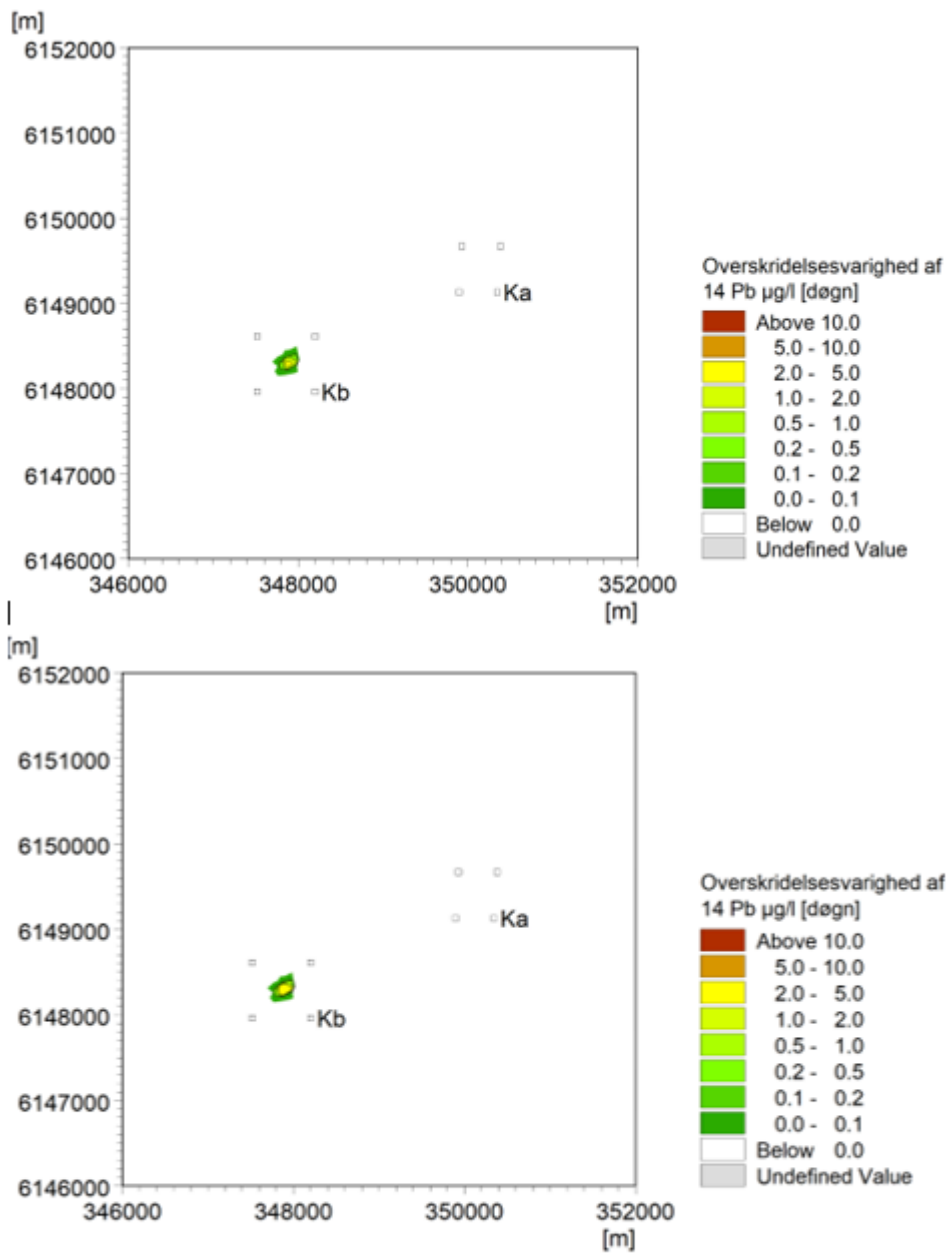 [m]
6152000
6151000
6150000
6149000
6148000
6147000
6146000
346000 348000 350000 352000
[m]
Ka
Kb
Overskridelsesvarighed af
14 Pb µg/l [døgn]
Above 10.0
5.0 - 10.0
2.0 - 5.0
1.0 - 2.0
0.5 - 1.0
0.2 - 0.5
0.1 - 0.2
0.0 - 0.1
Below 0.0
Undefined Value
[m]
6152000
6151000
6150000
6149000
6148000
6147000
6146000
346000 348000 350000 352000
[m]
Ka
Kb
Overskridelsesvarighed af
14 Pb µg/l [døgn]
Above 10.0
5.0 - 10.0
2.0 - 5.0
1.0 - 2.0
0.5 - 1.0
0.2 - 0.5
0.1 - 0.2
0.0 - 0.1
Below 0.0
Undefined Value